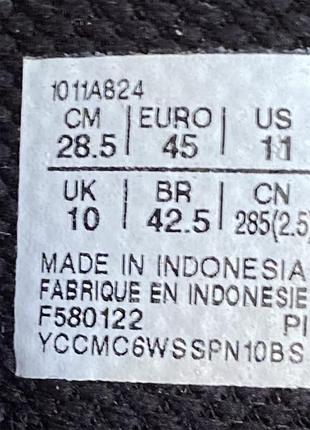 1011A824
CM | EURO | US
28.5 | 45 | 11
UK | BR | CN
10 | 42.5 | 285(2.5)
MADE IN INDONESIA
FABRIQUE EN INDONESIE
F580122 PI
YCCMC6WSSPN10BS